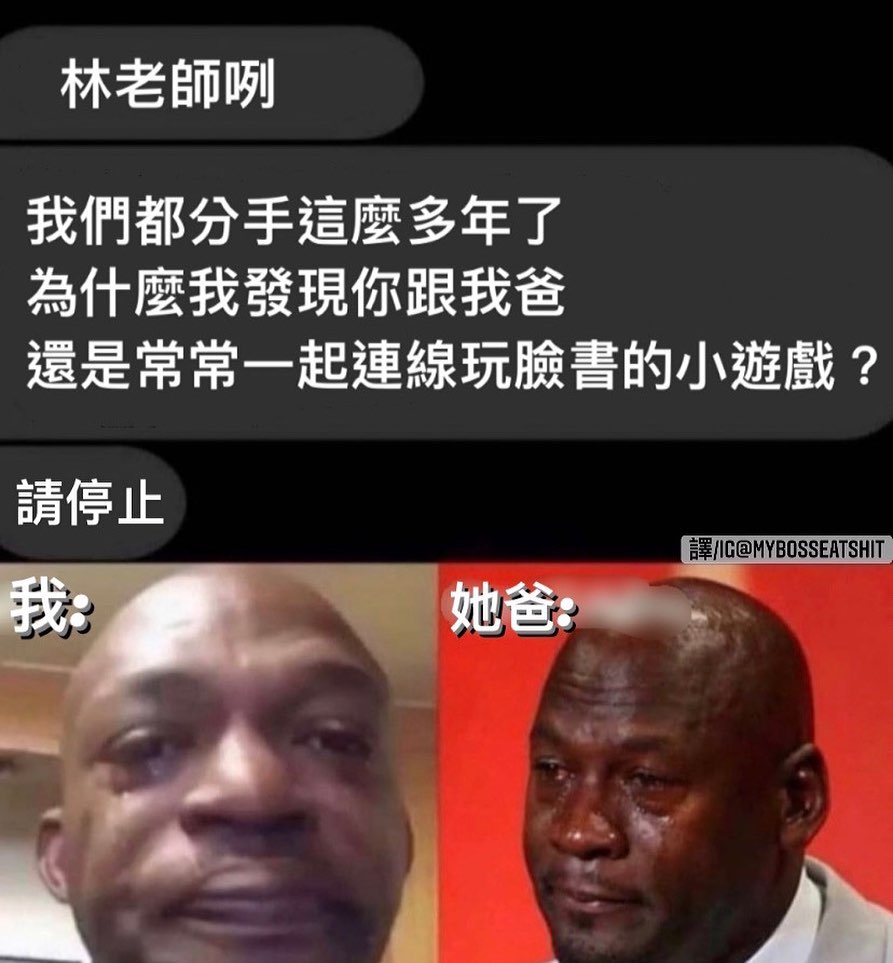 林老師咧
我們都分手這麼多年了
為什麼我發現你跟我爸
還是常常一起連線玩臉書的小遊戲？
請停止
譯/IG@MYBOSSEATSHIT
我:
她爸: